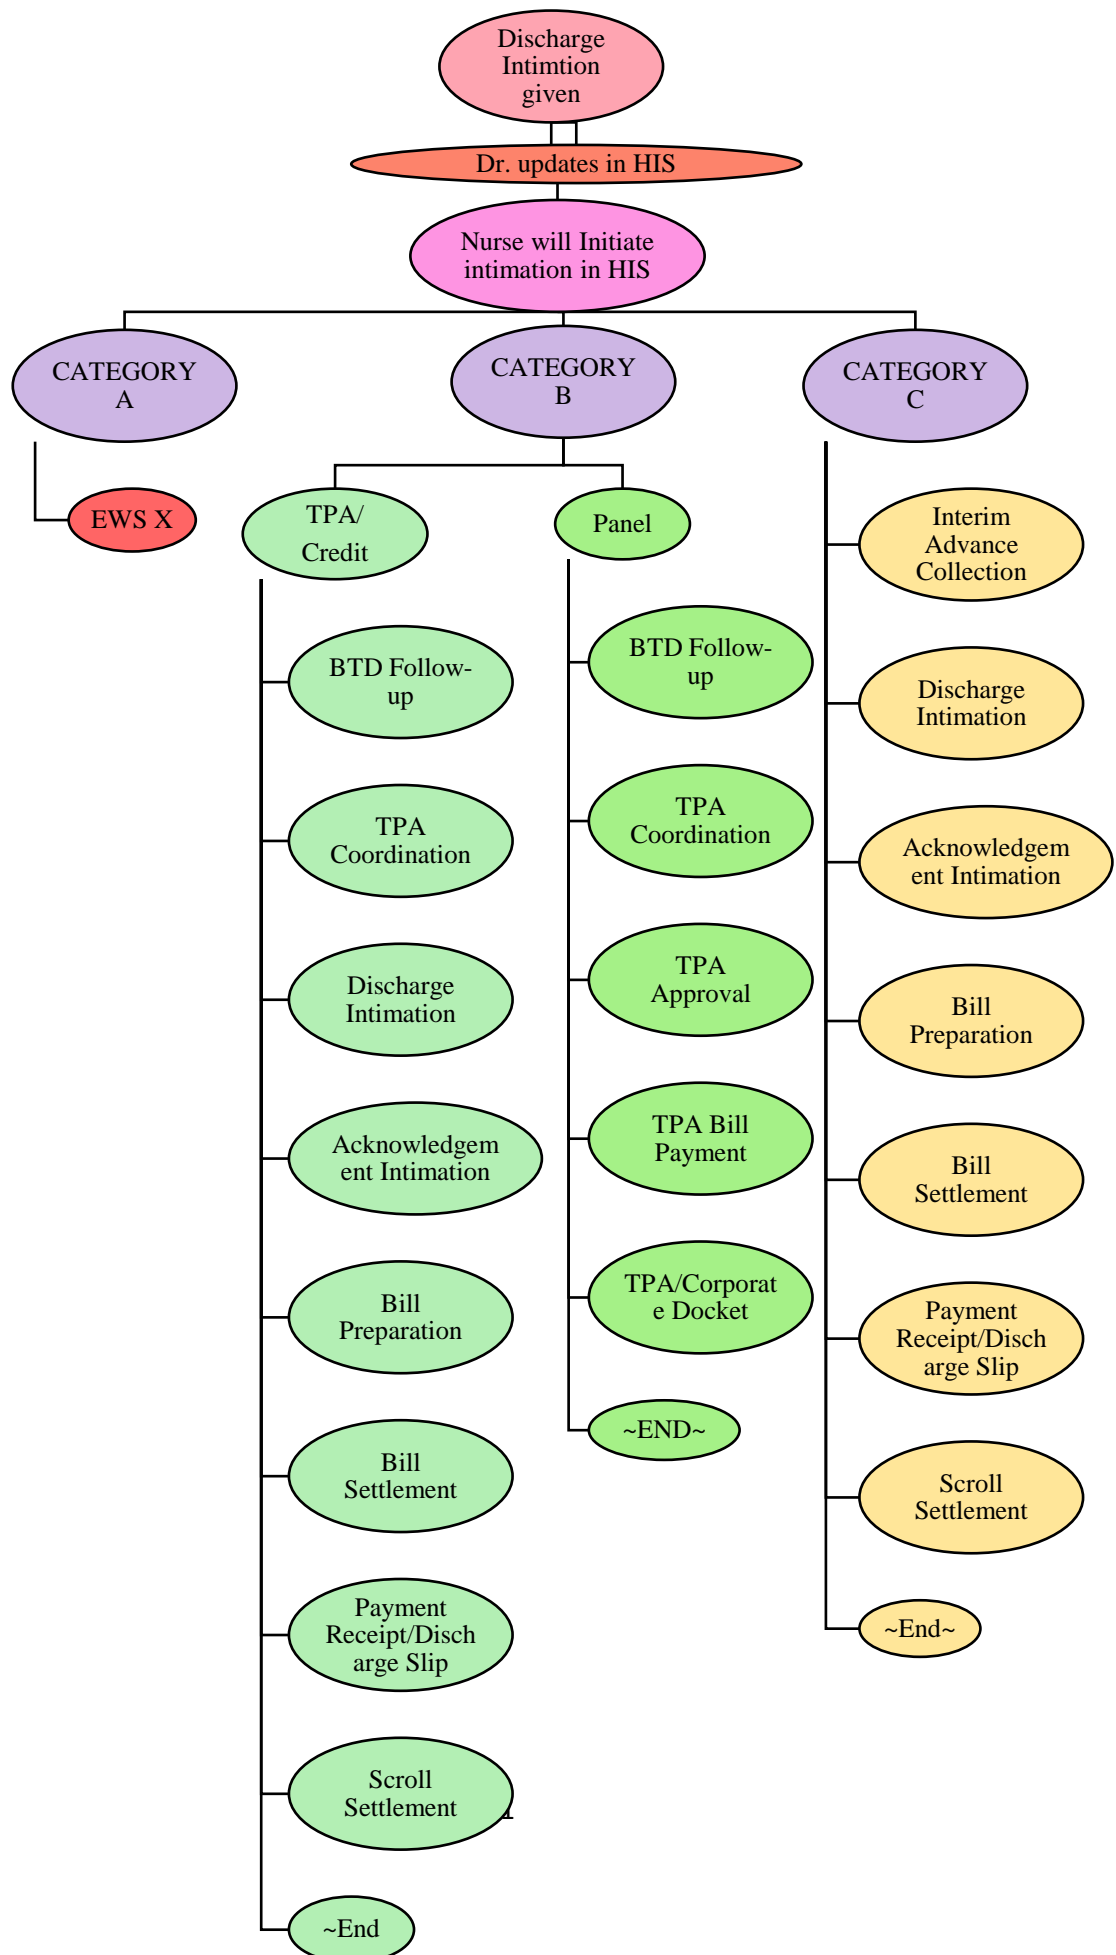 Discharge
Intimtion
given
Dr. updates in HIS
Nurse will Initiate
intimation in HIS
CATEGORY
A
CATEGORY
B
CATEGORY
C
EWS X
TPA/
Credit
BTD Follow-
up
TPA
Coordination
Discharge
Intimation
Acknowledgem
ent Intimation
Bill
Preparation
Bill
Settlement
Payment
Receipt/Disch
arge Slip
Scroll
Settlement
~End
Panel
BTD Follow-
up
TPA
Coordination
TPA
Approval
TPA Bill
Payment
TPA/Corporat
e Docket
~END~
Interim
Advance
Collection
Discharge
Intimation
Acknowledgem
ent Intimation
Bill
Preparation
Bill
Settlement
Payment
Receipt/Disch
arge Slip
Scroll
Settlement
~End~